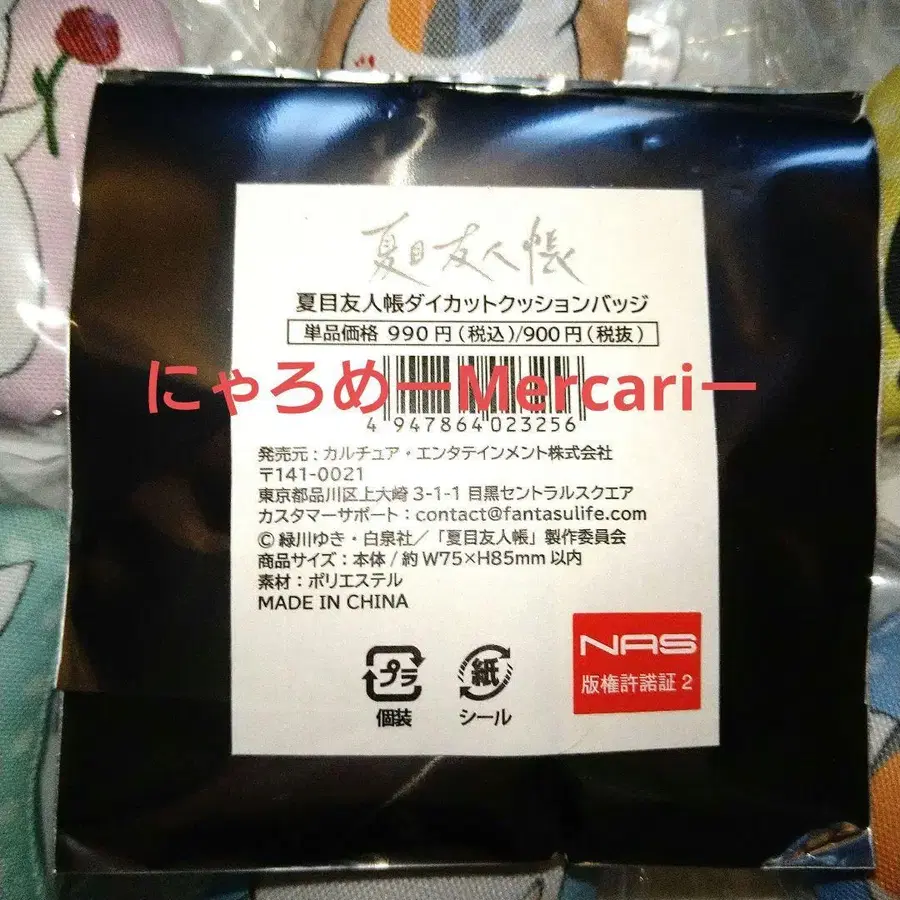 夏目友人帳
夏目友人帳ダイカットクッションバッジ
単品価格 990円(税込)/900円(税抜)
にゃろめーMercariー
4 947864 023256
発売元:カルチュア・エンタテインメント株式会社
〒141-0021
東京都品川区上大崎 3-1-1 目黒セントラルスクエア
カスタマーサポート:contact@fantasulife.com
© 緑川ゆき・白泉社/「夏目友人帳」製作委員会
商品サイズ:本体/約 W75×H85mm 以内
素材:ポリエステル
MADE IN CHINA
プラ
個装
紙
シール
NAS
版権許諾証 2